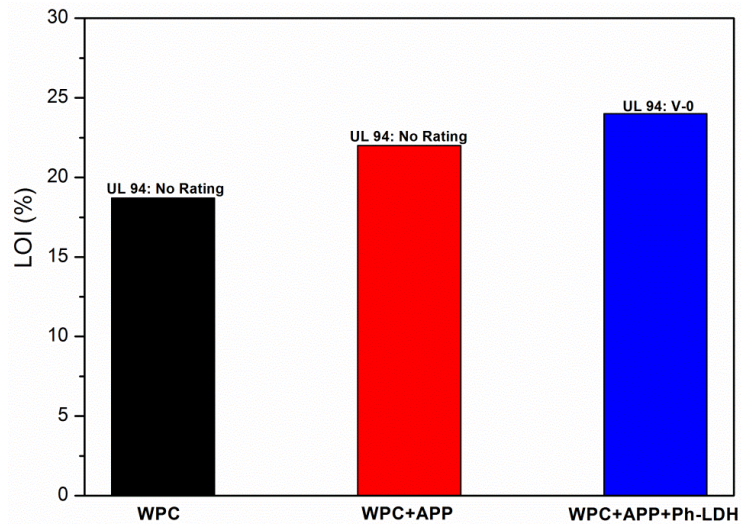 30
25
20
15
10
5
0
LOI (%)
UL 94: No Rating
UL 94: No Rating
UL 94: V-0
WPC
WPC+APP
WPC+APP+Ph-LDH